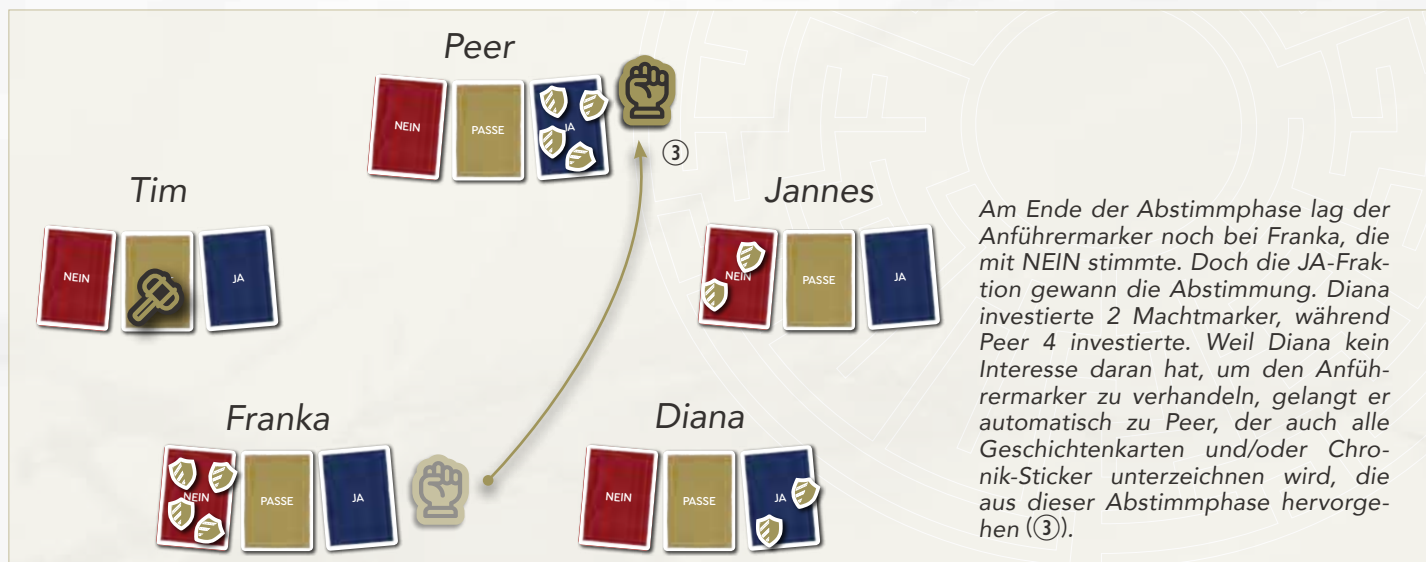 Peer
NEIN
PASSE
JA
③
Tim
NEIN
JA
Jannes
NEIN
PASSE
JA
Franka
NEIN
PASSE
JA
Diana
NEIN
PASSE
JA
Am Ende der Abstimmphase lag der
Anführermarker noch bei Franka, die
mit NEIN stimmte. Doch die JA-Frak-
tion gewann die Abstimmung. Diana
investierte 2 Machtmarker, während
Peer 4 investierte. Weil Diana kein
Interesse daran hat, um den Anfüh-
rermarker zu verhandeln, gelangt er
automatisch zu Peer, der auch alle
Geschichtenkarten und/oder Chro-
nik-Sticker unterzeichnen wird, die
aus dieser Abstimmphase hervorge-
hen (③).